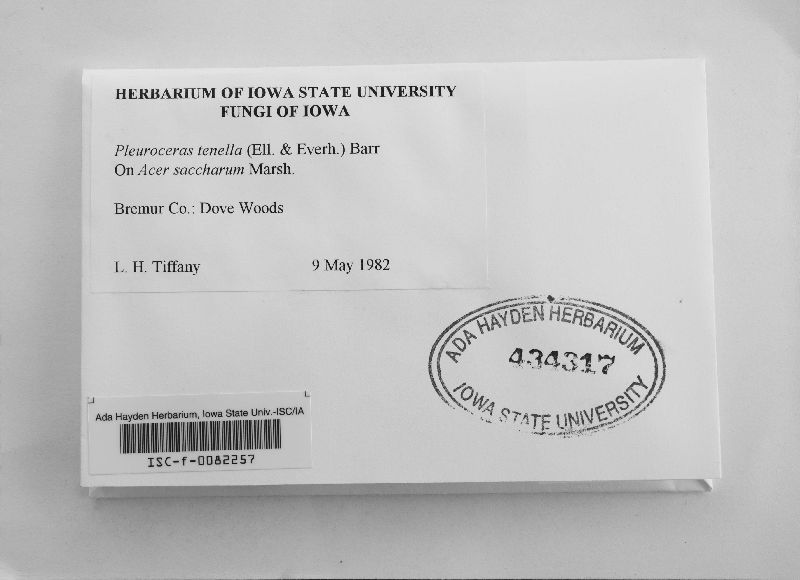 HERBARIUM OF IOWA STATE UNIVERSITY
FUNGI OF IOWA
Pleuroceras tenella (Ell. & Everh.) Barr
On Acer saccharum Marsh.
Bremur Co.: Dove Woods
L. H. Tiffany 9 May 1982
ADA HAYDEN HERBARIUM
434317
IOWA STATE UNIVERSITY
Ada Hayden Herbarium, Iowa State Univ.-ISC/IA
ISC-f-0082257